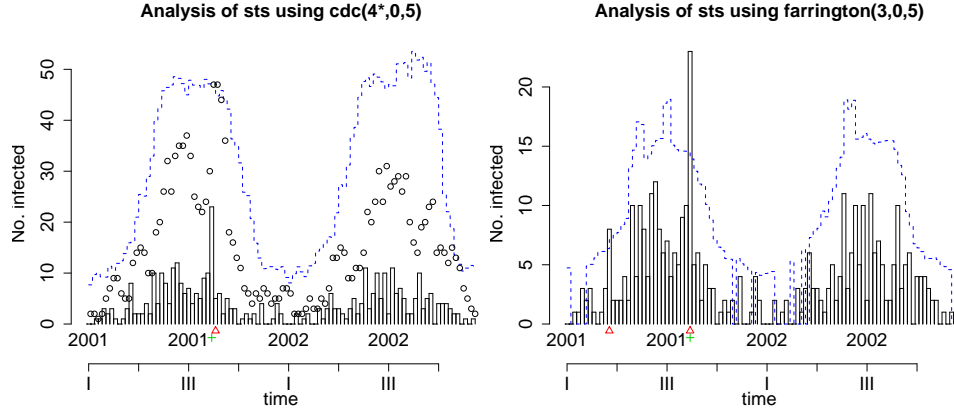 Analysis of sts using cdc(4*,0,5)
No. infected
0 10 20 30 40 50
2001 2001 2002 2002
I III I III
time
Analysis of sts using farrington(3,0,5)
No. infected
0 5 10 15 20
2001 2001 2002 2002
I III I III
time